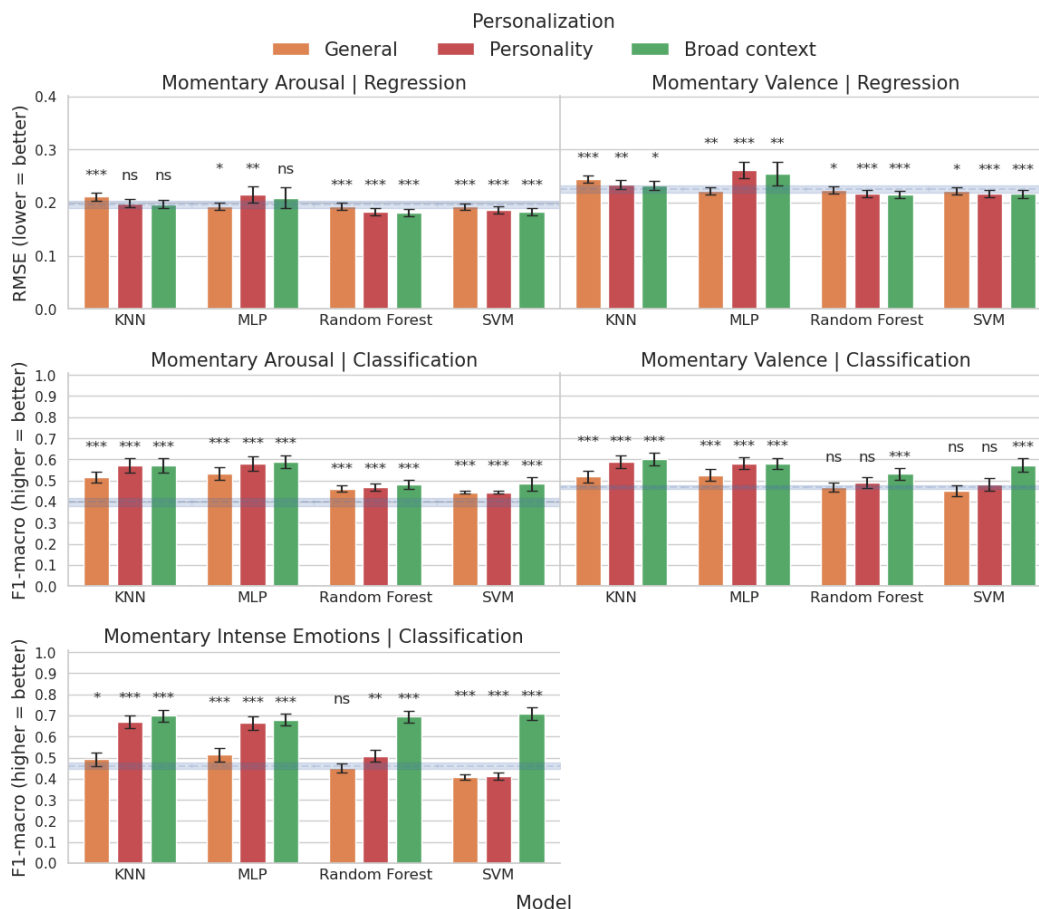 Personalization
General Personality Broad context
Momentary Arousal | Regression Momentary Valence | Regression
RMSE (lower = better)
0.4
0.3
0.2
0.1
0.0
*** ns ns * ** ns *** *** *** *** *** ***
*** ** * ** *** ** * *** *** * *** ***
KNN MLP Random Forest SVM KNN MLP Random Forest SVM
Momentary Arousal | Classification Momentary Valence | Classification
F1-macro (higher = better)
1.0
0.9
0.8
0.7
0.6
0.5
0.4
0.3
0.2
0.1
0.0
*** *** *** *** *** *** *** *** *** *** *** ***
*** *** *** *** *** *** ns ns *** ns ns ***
KNN MLP Random Forest SVM KNN MLP Random Forest SVM
Momentary Intense Emotions | Classification
F1-macro (higher = better)
1.0
0.9
0.8
0.7
0.6
0.5
0.4
0.3
0.2
0.1
0.0
* *** *** *** *** *** ns ** *** *** *** ***
KNN MLP Random Forest SVM
Model